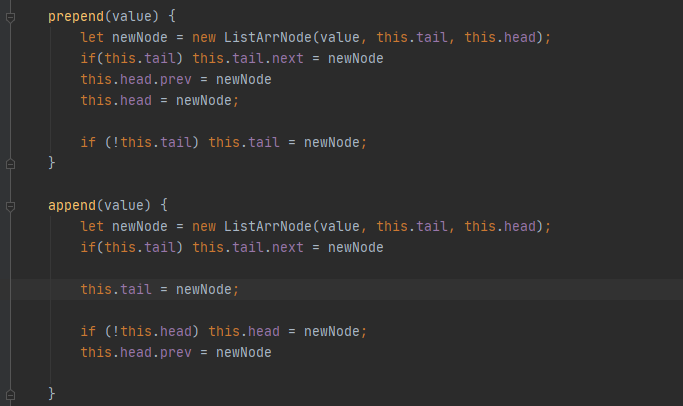 prepend(value) {
let newNode = new ListArrNode(value, this.tail, this.head);
if(this.tail) this.tail.next = newNode
this.head.prev = newNode
this.head = newNode;
if (!this.tail) this.tail = newNode;
}
append(value) {
let newNode = new ListArrNode(value, this.tail, this.head);
if(this.tail) this.tail.next = newNode
this.tail = newNode;
if (!this.head) this.head = newNode;
this.head.prev = newNode
}